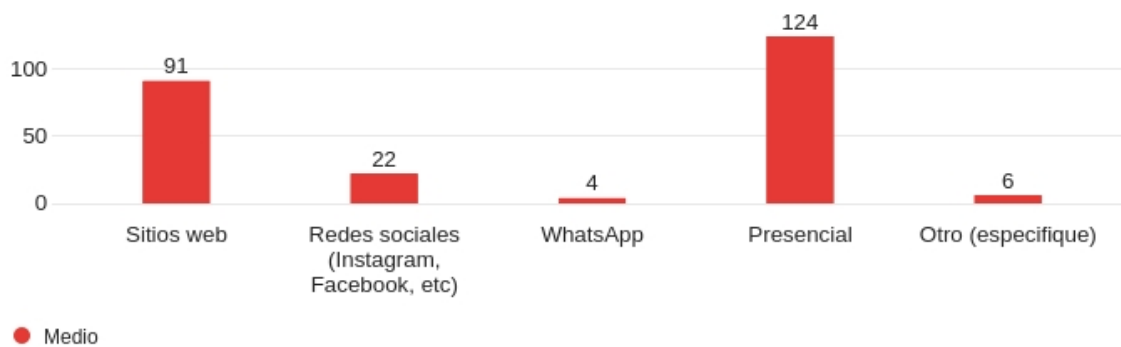 124
100
91
50
22
4
6
0
Sitios web
Redes sociales
(Instagram,
Facebook, etc)
WhatsApp
Presencial
Otro (especifique)
Medio